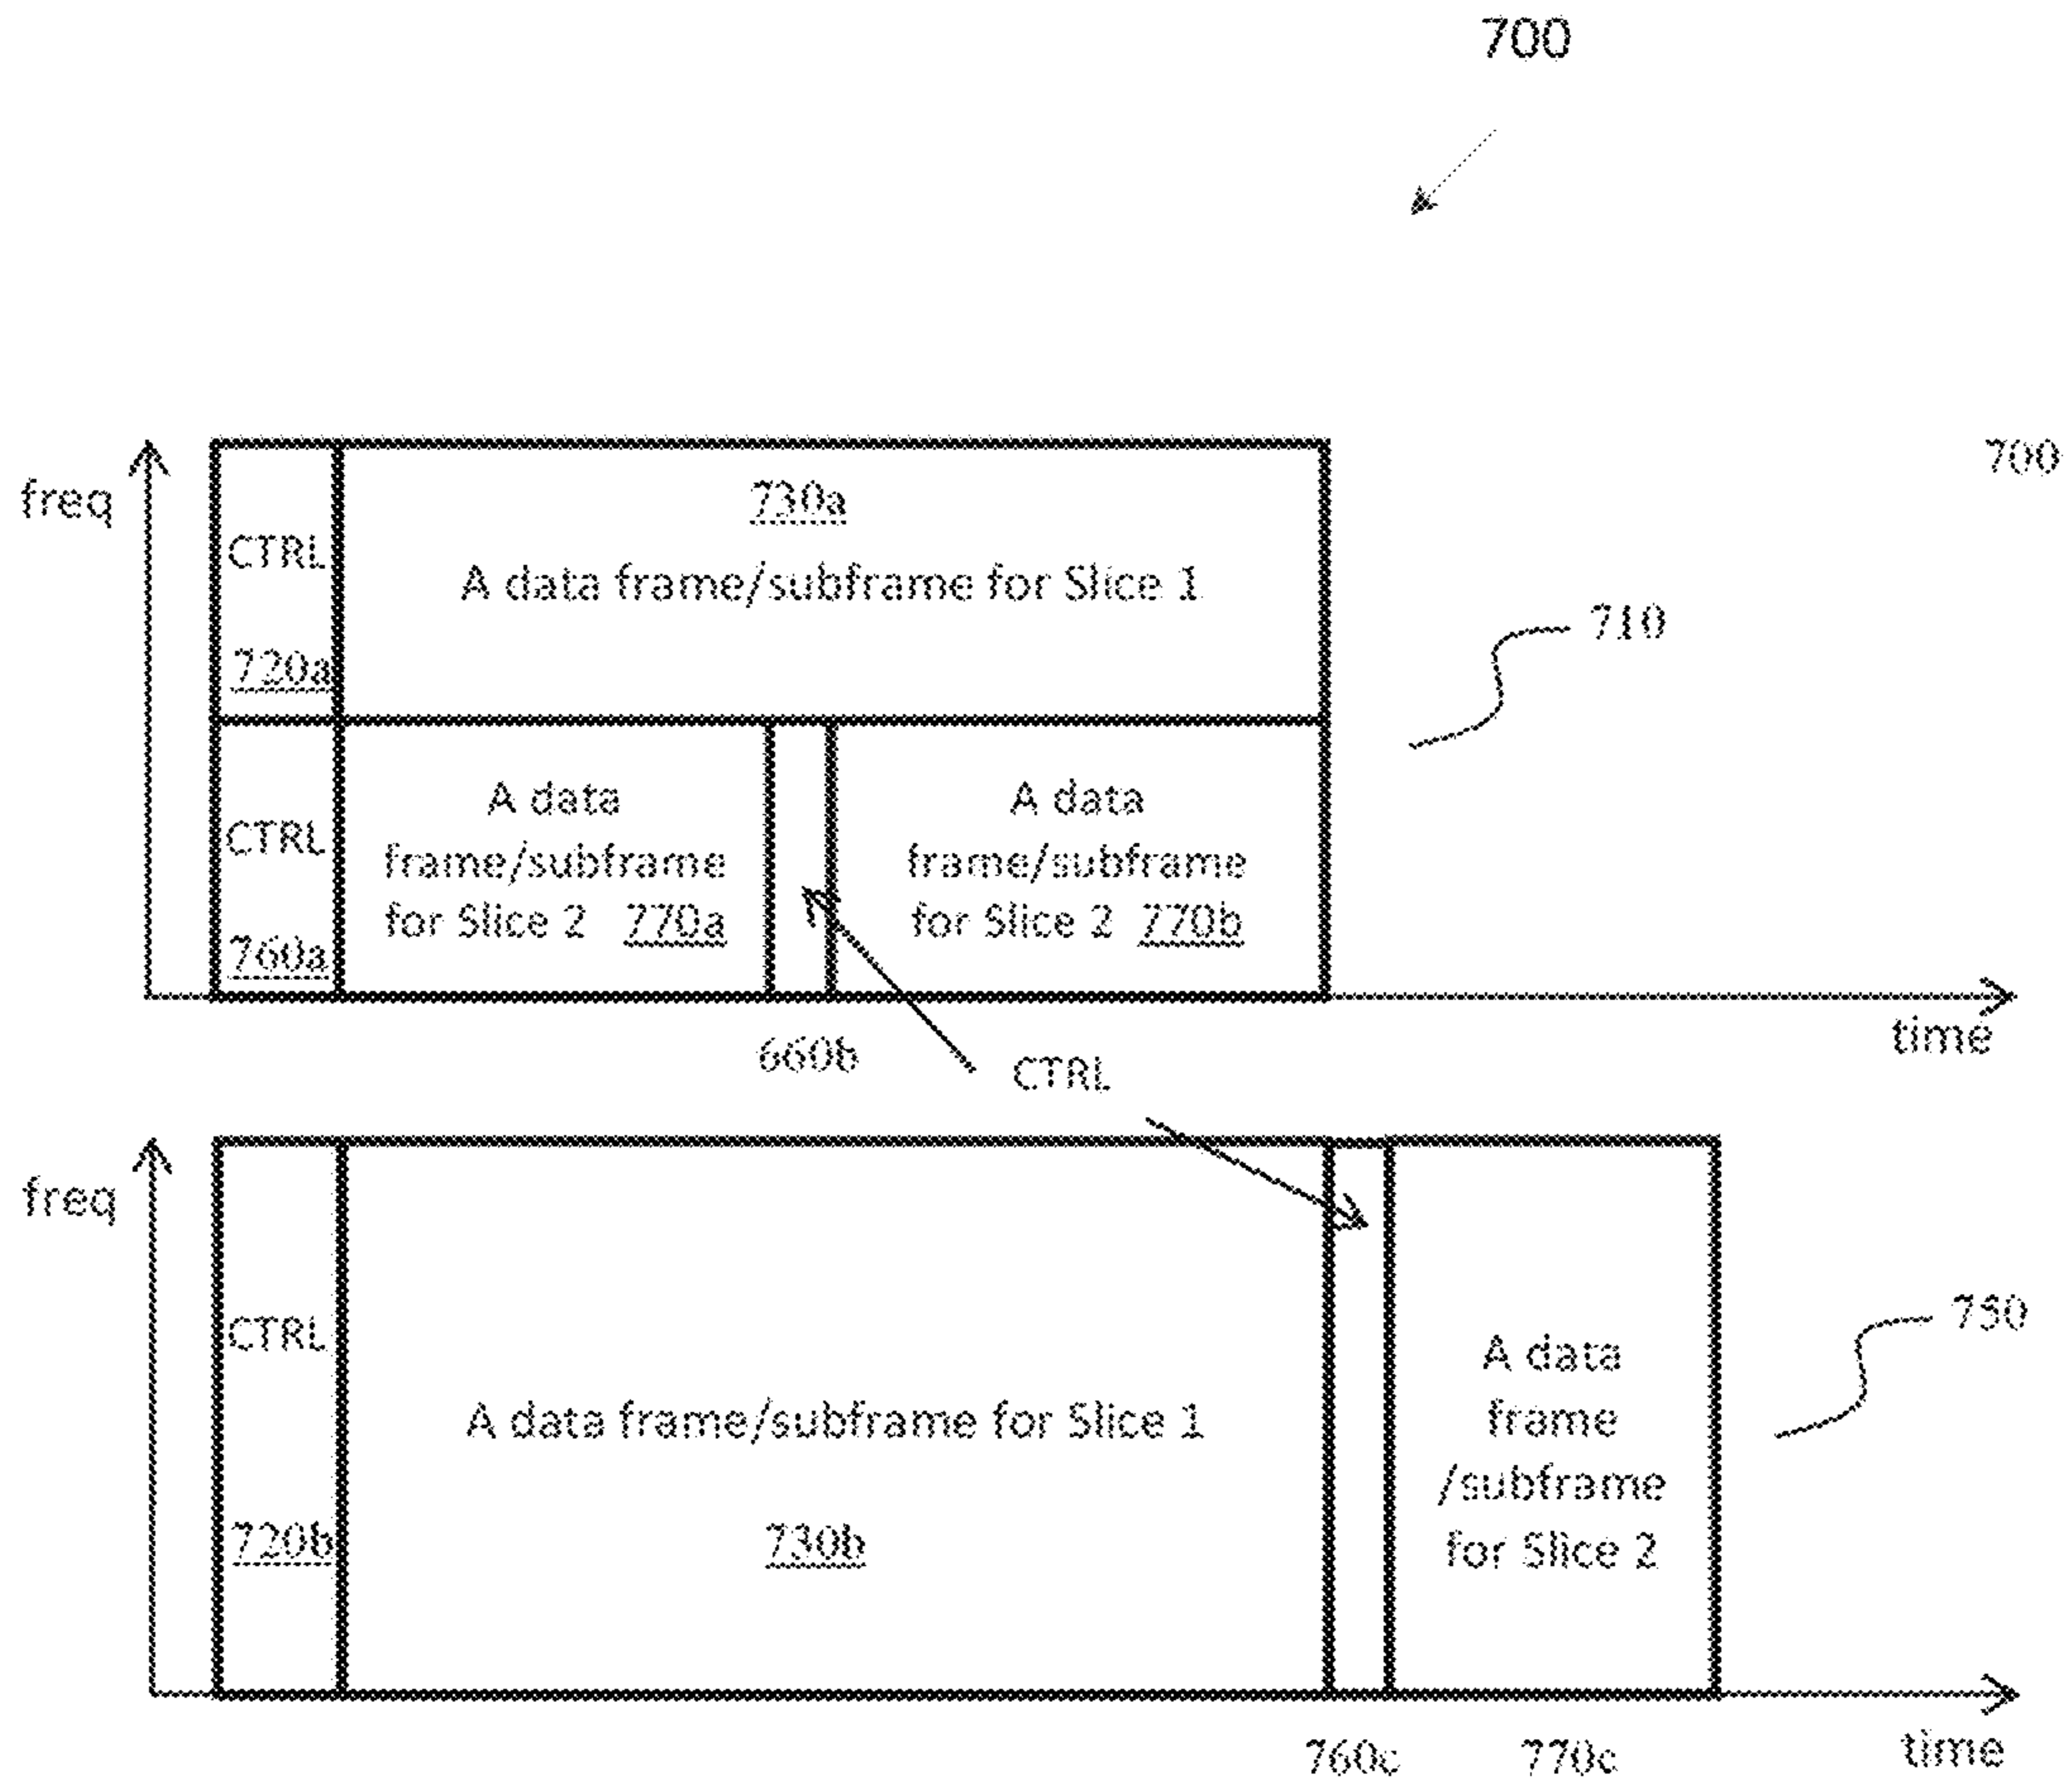 700
700
freq
730a
CTRL
A data frame/subframe for Slice 1
710
720a
A data
frame/subframe
for Slice 2 770a
A data
frame/subframe
for Slice 2 770b
CTRL
760a
time
660b
CTRL
freq
CTRL
750
A data
frame
/subframe
for Slice 2
A data frame/subframe for Slice 1
720b
730b
760c
770c
time